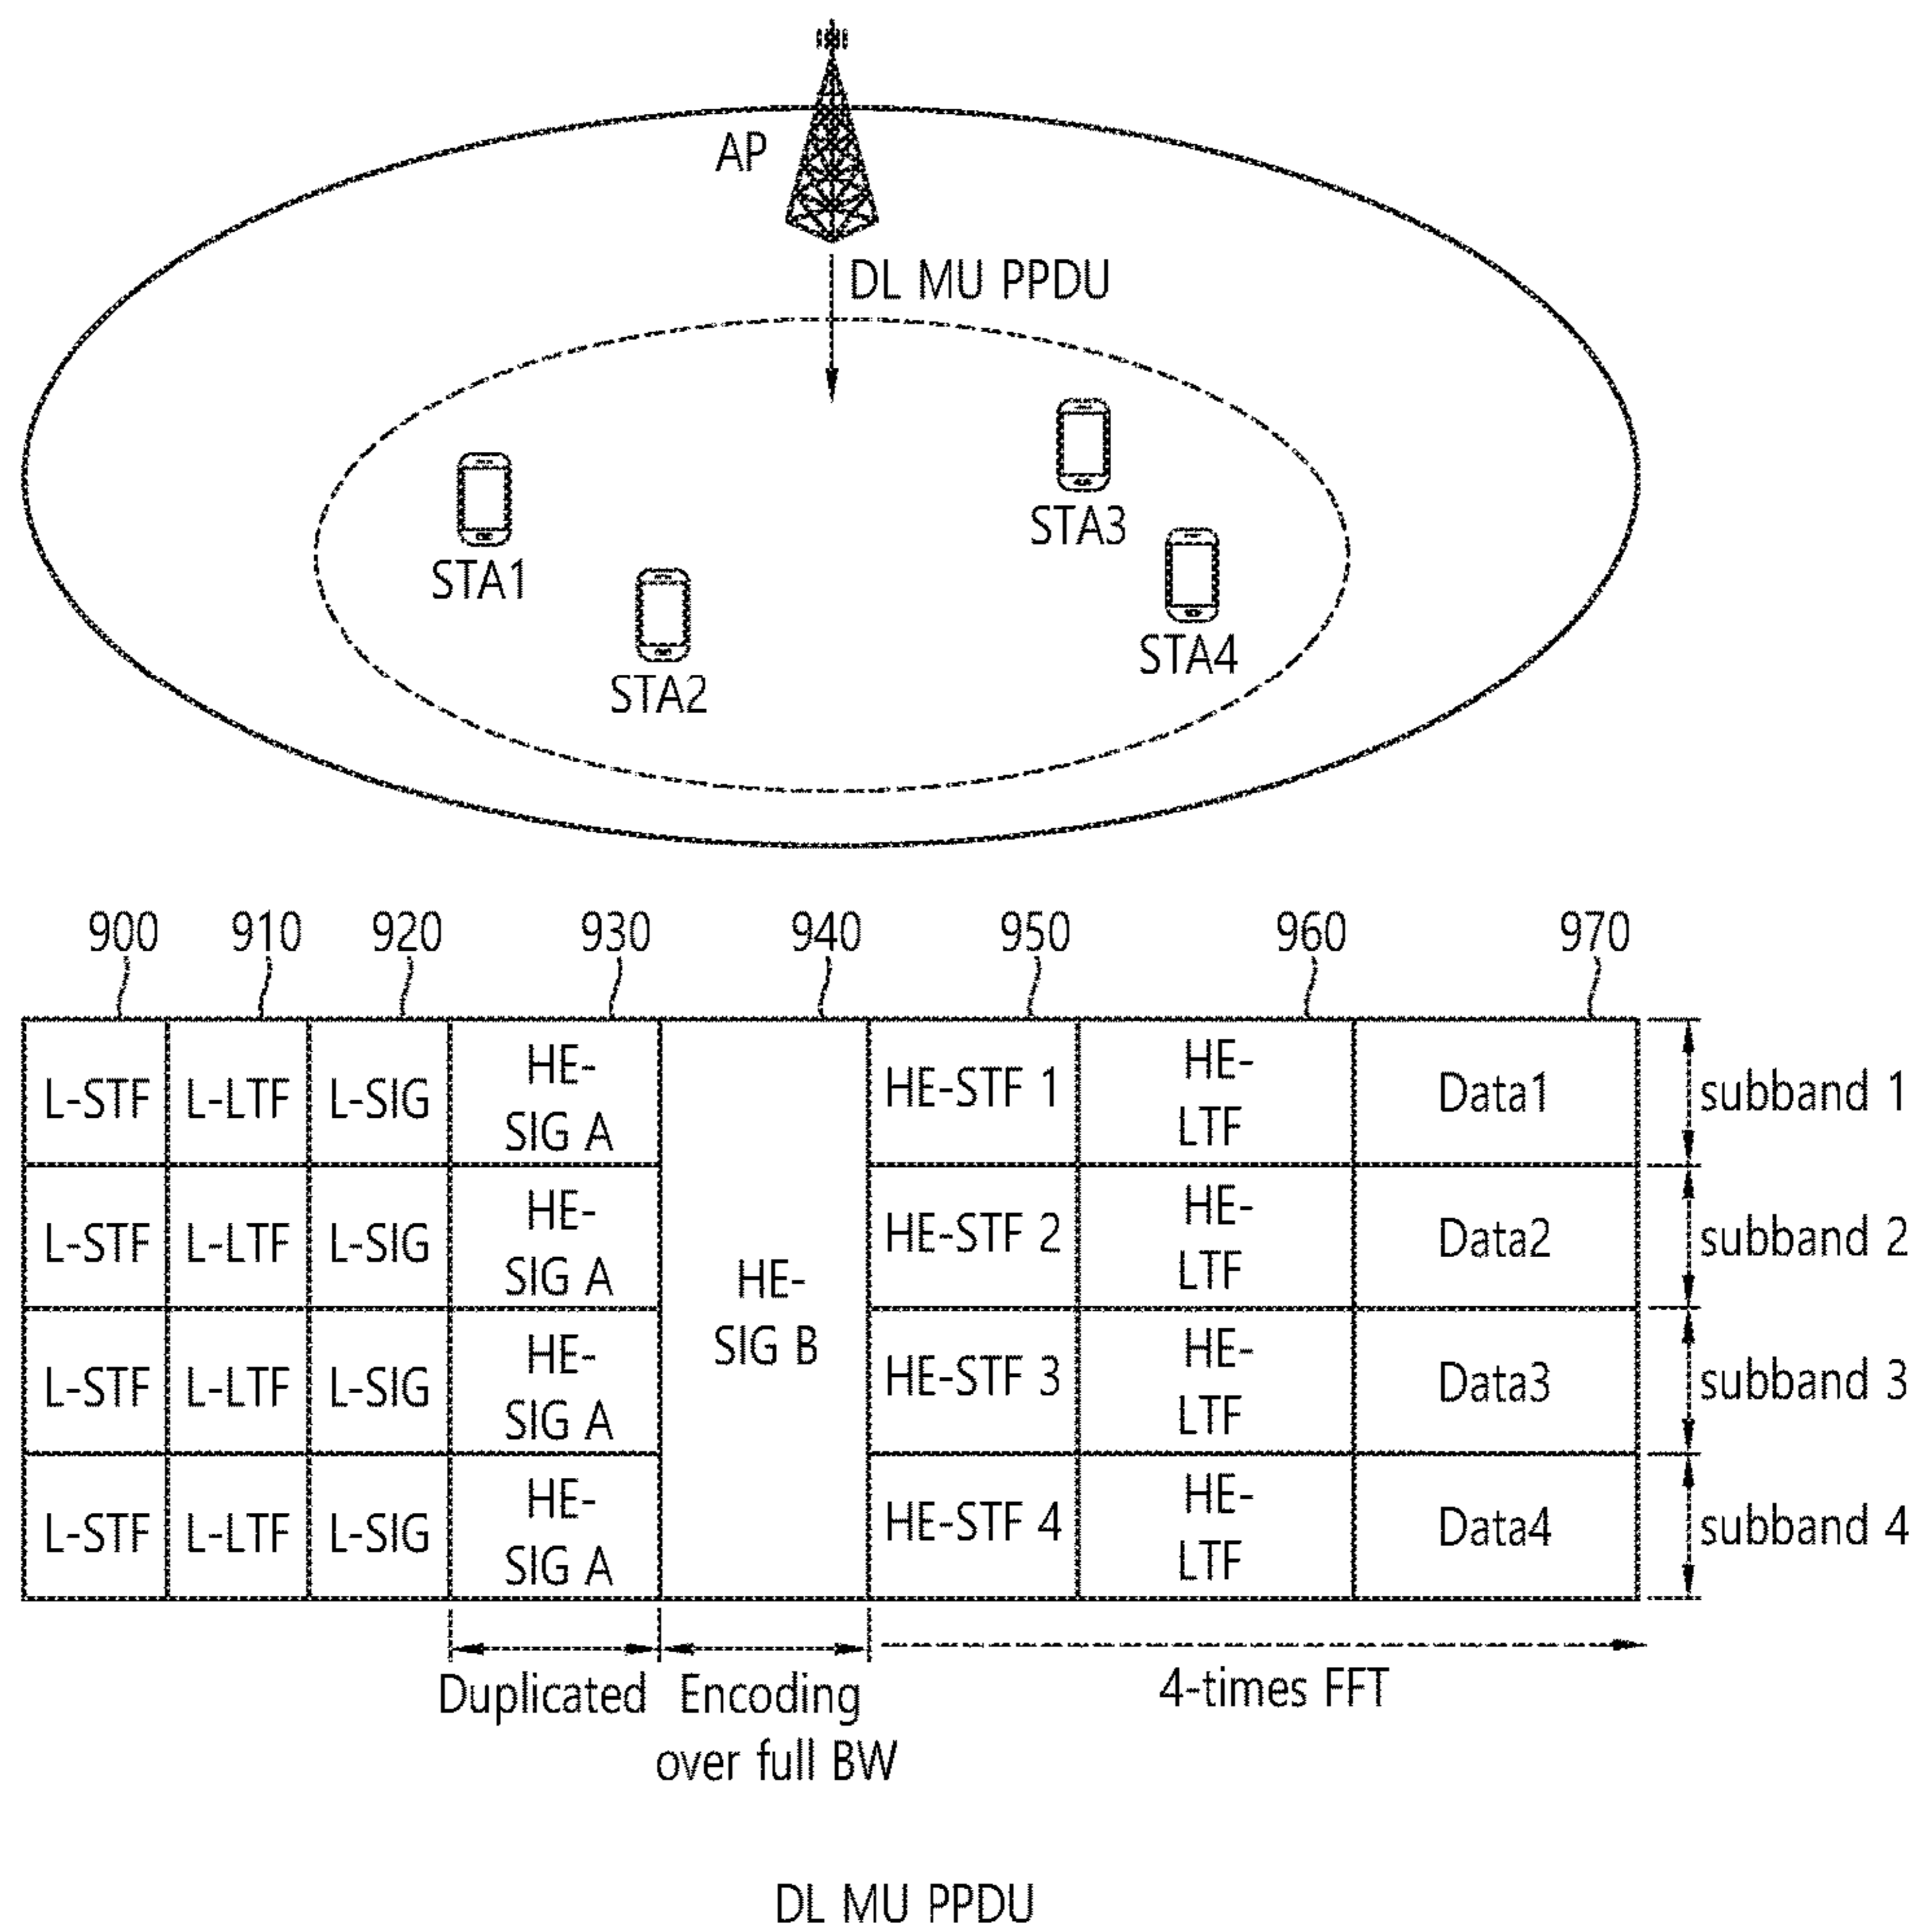 AP
DL MU PPDU
STA1
STA2
STA3
STA4
900 910 920 930 940 950 960 970
L-STF L-LTF L-SIG HE-SIG A HE-STF 1 HE-LTF Data1 subband 1
L-STF L-LTF L-SIG HE-SIG A HE-STF 2 HE-LTF Data2 subband 2
HE-SIG B
L-STF L-LTF L-SIG HE-SIG A HE-STF 3 HE-LTF Data3 subband 3
L-STF L-LTF L-SIG HE-SIG A HE-STF 4 HE-LTF Data4 subband 4
Duplicated
Encoding
over full BW
4-times FFT
DL MU PPDU